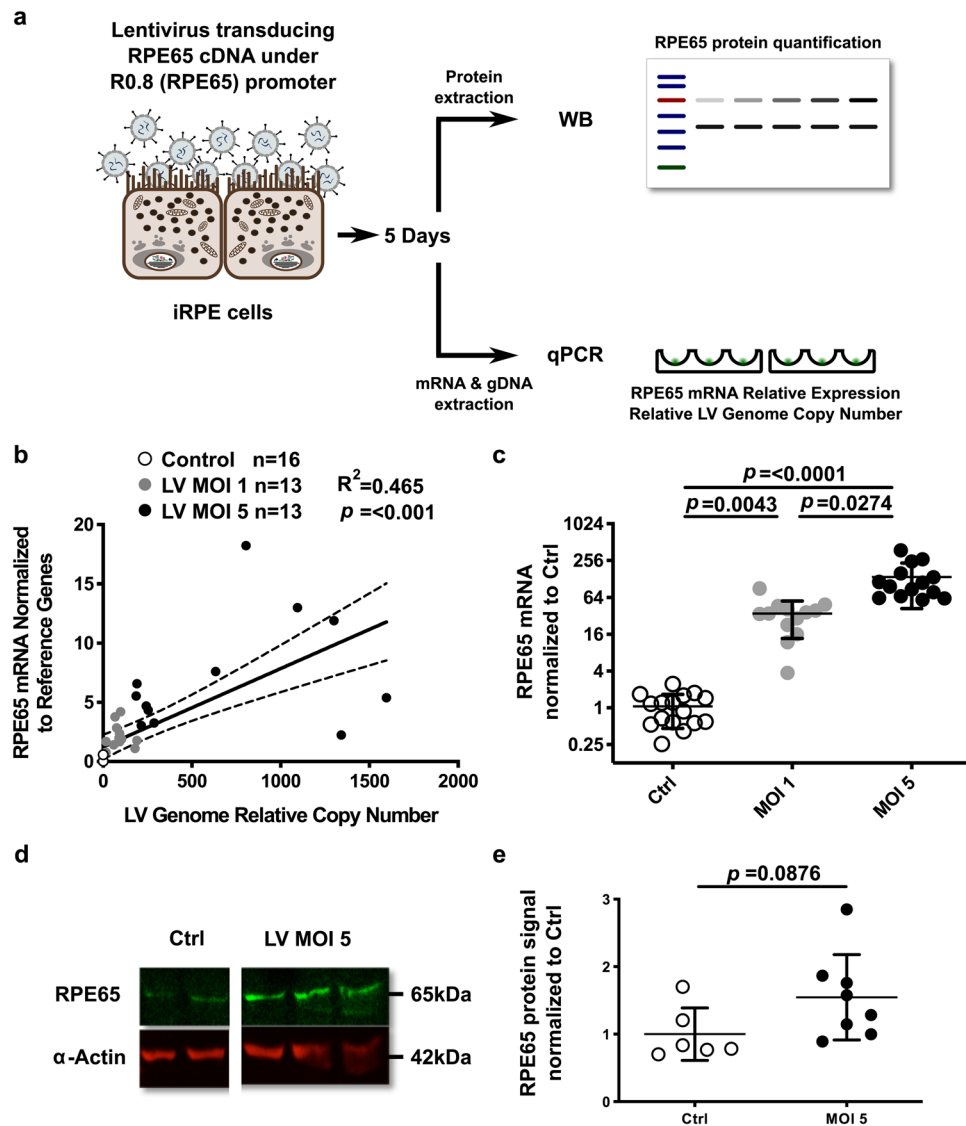 a
Lentivirus transducing
RPE65 cDNA under
R0.8 (RPE65) promoter
iRPE cells
5 Days
Protein
extraction
WB
RPE65 protein quantification
mRNA & gDNA
extraction
qPCR
RPE65 mRNA Relative Expression
Relative LV Genome Copy Number
b
Control n=16
LV MOI 1 n=13
LV MOI 5 n=13
R²=0.465
p =<0.001
RPE65 mRNA Normalized
to Reference Genes
20
15
10
5
0
0
500
1000
1500
2000
LV Genome Relative Copy Number
c
p =<0.0001
p =0.0043
p =0.0274
RPE65 mRNA
normalized to Ctrl
1024
256
64
16
4
1
0.25
Ctrl
MOI 1
MOI 5
d
Ctrl
LV MOI 5
RPE65
65kDa
α-Actin
42kDa
e
p =0.0876
RPE65 protein signal
normalized to Ctrl
3
2
1
0
Ctrl
MOI 5